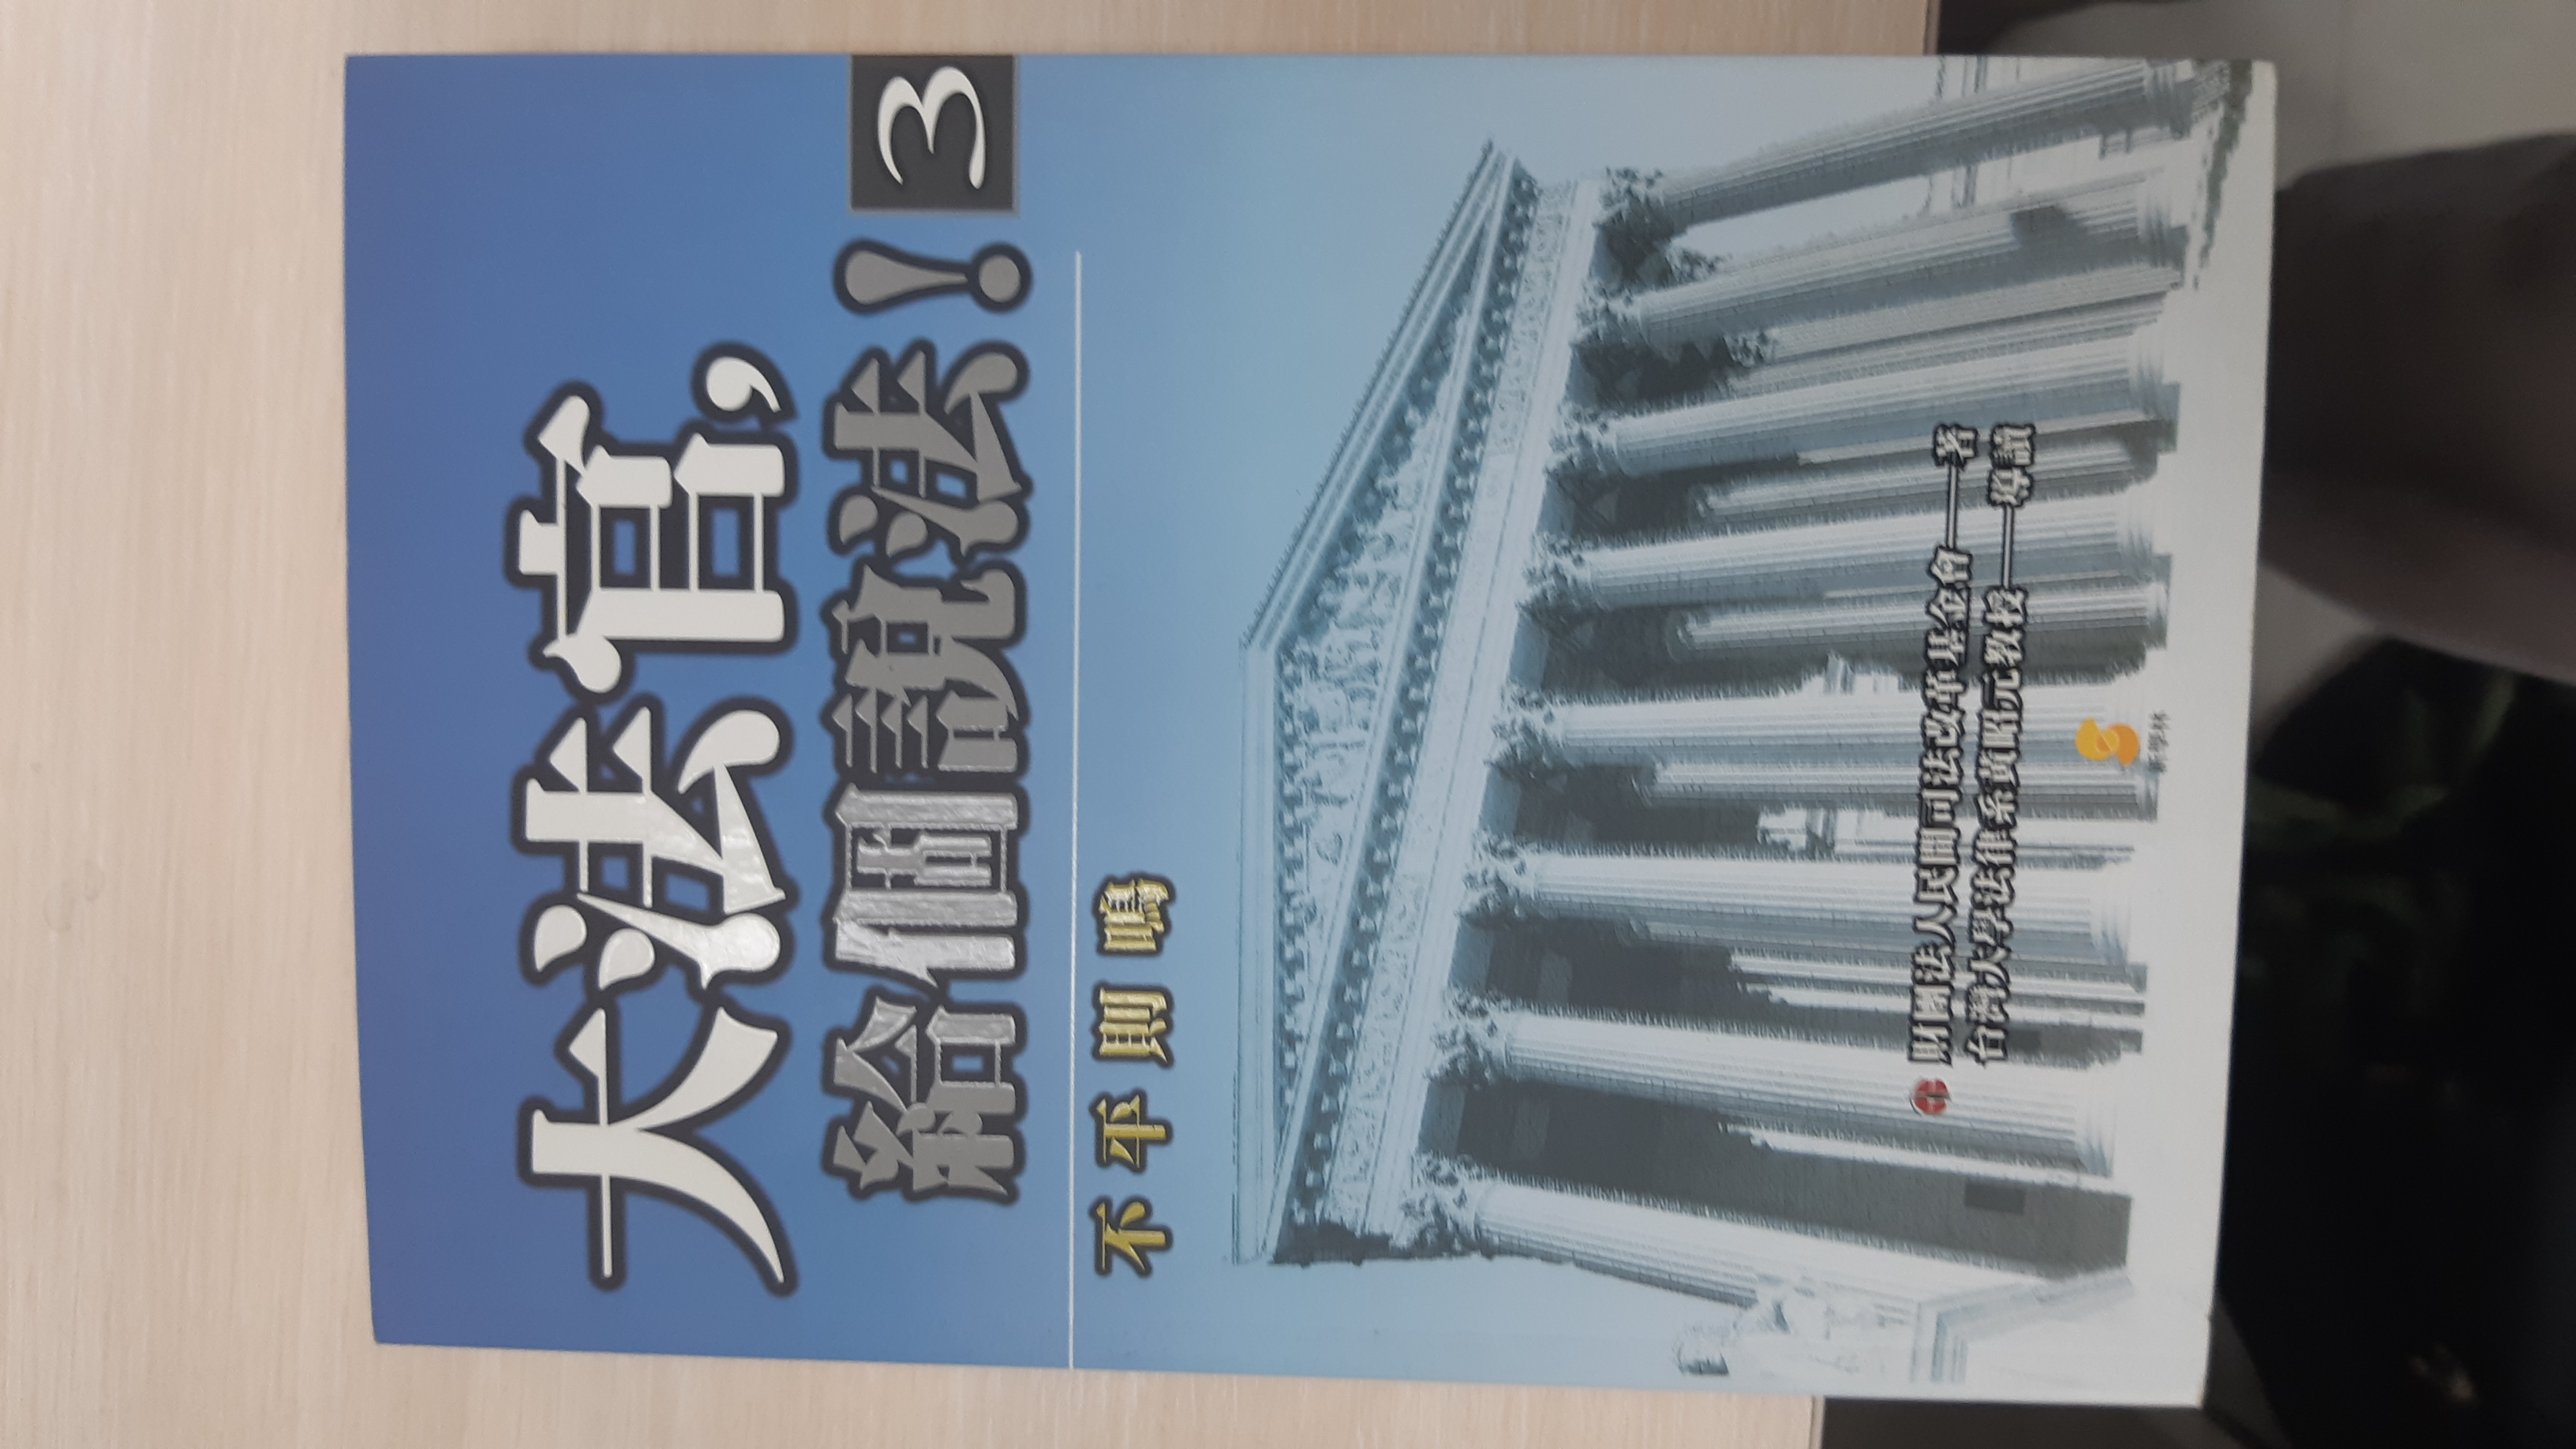 大法官,
給個說法!3
不平則鳴
財團法人民間司法改革基金會——著
台灣大學法律系黃昭元教授——導讀
新學林